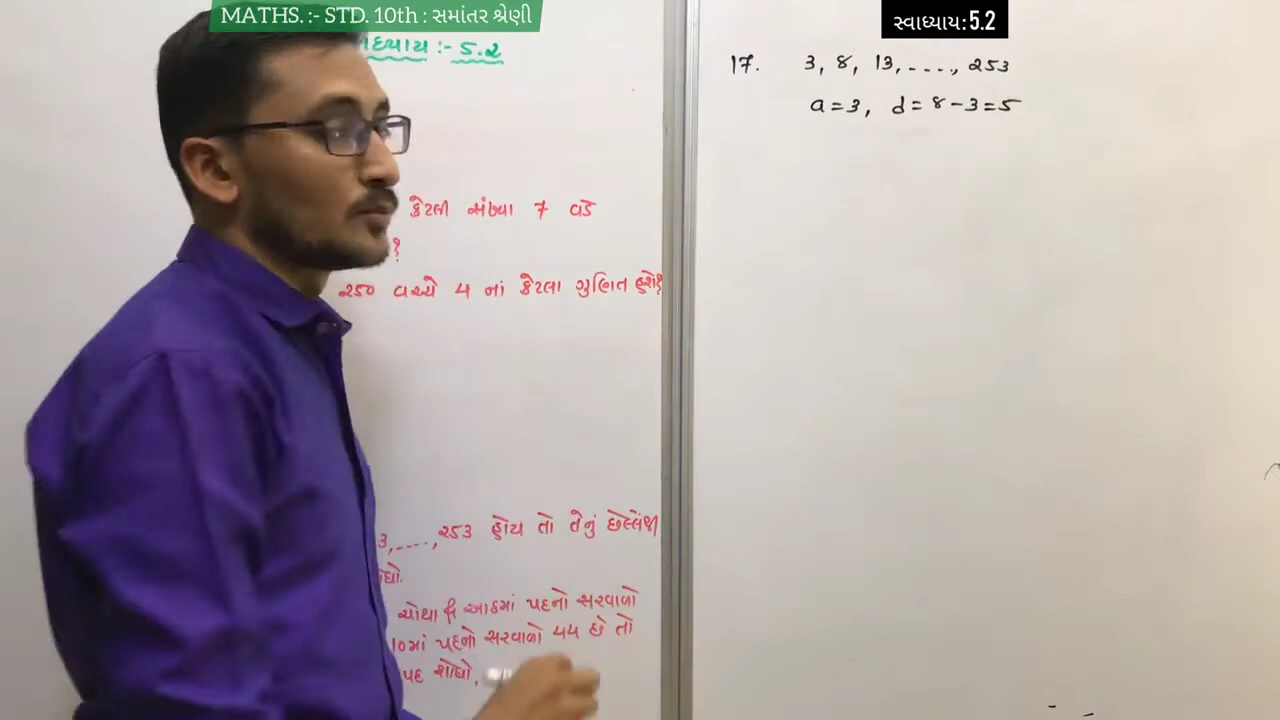 MATHS. :- STD. 10th : સમાંતર શ્રેણી
સ્વાધ્યાય: 5.2
ધ્યાય :- 5.2
કેટલી સંખ્યા 7 વડે
?
250 વચ્ચે 4 નાં કેટલા ગુણિત હશે?
3, ----, 253 હોય તો તેનું છેલ્લેથી
ધો.
ચોથા અને આઠમાં પદનો સરવાળો
10માં પદનો સરવાળો 44 છે તો
પદ શોધો.
17. 3, 8, 13, ----, 253
a = 3, d = 8 - 3 = 5